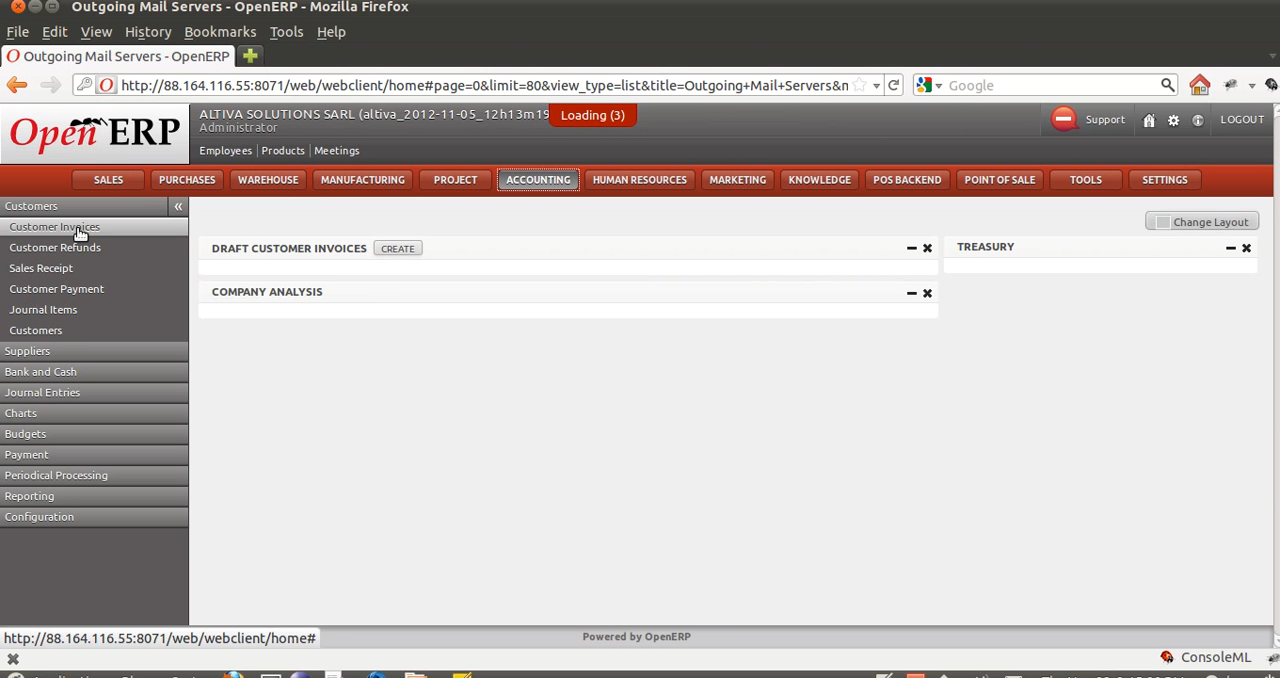 Outgoing Mail Servers - OpenERP - Mozilla Firefox
File Edit View History Bookmarks Tools Help
Outgoing Mail Servers - OpenERP
http://88.164.116.55:8071/web/webclient/home#page=0&limit=80&view_type=list&title=Outgoing+Mail+Servers&n
Google
Open ERP
ALTIVA SOLUTIONS SARL (altiva_2012-11-05_12h13m19
Administrator
Loading (3)
Support
LOGOUT
Employees Products Meetings
SALES PURCHASES WAREHOUSE MANUFACTURING PROJECT ACCOUNTING HUMAN RESOURCES MARKETING KNOWLEDGE POS BACKEND POINT OF SALE TOOLS SETTINGS
Customers «
Customer Invoices
Customer Refunds
Sales Receipt
Customer Payment
Journal Items
Customers
Suppliers
Bank and Cash
Journal Entries
Charts
Budgets
Payment
Periodical Processing
Reporting
Configuration
Change Layout
DRAFT CUSTOMER INVOICES CREATE
TREASURY
COMPANY ANALYSIS
http://88.164.116.55:8071/web/webclient/home#
Powered by OpenERP
ConsoleML